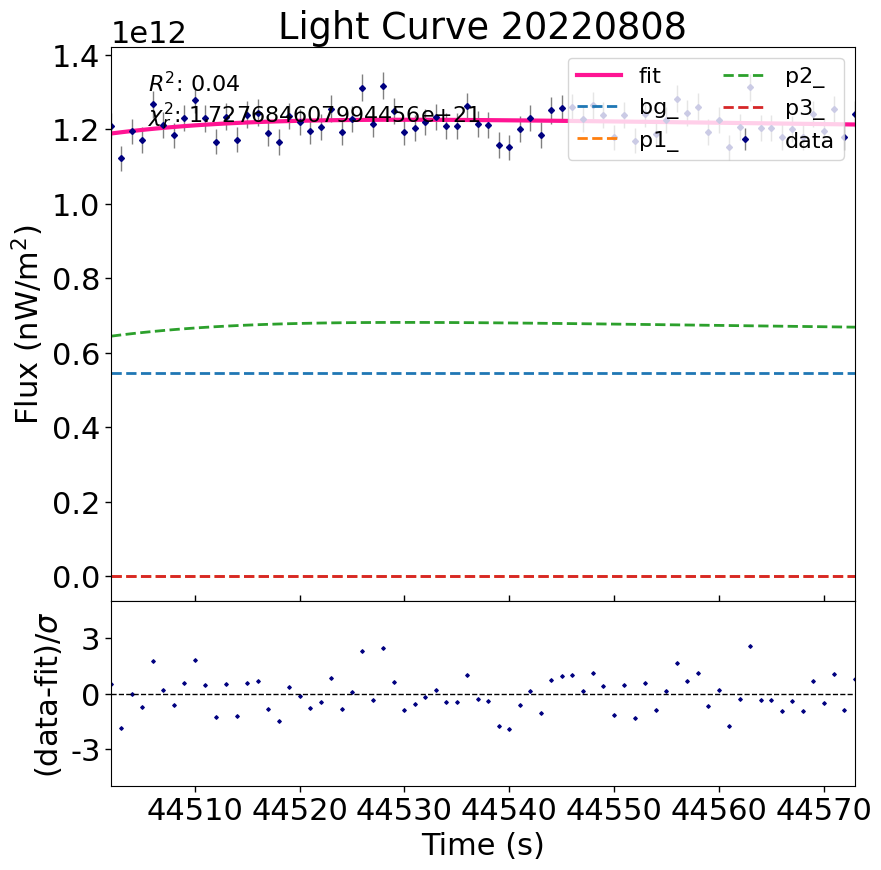 Light Curve 20220808
1e12
R²: 0.04
χ²ᵣ: 1.727684607994456e+21
fit
bg_
p1_
p2_
p3_
data
1.4
1.2
1.0
0.8
0.6
0.4
0.2
0.0
Flux (nW/m²)
3
0
-3
(data-fit)/σ
44510 44520 44530 44540 44550 44560 44570
Time (s)